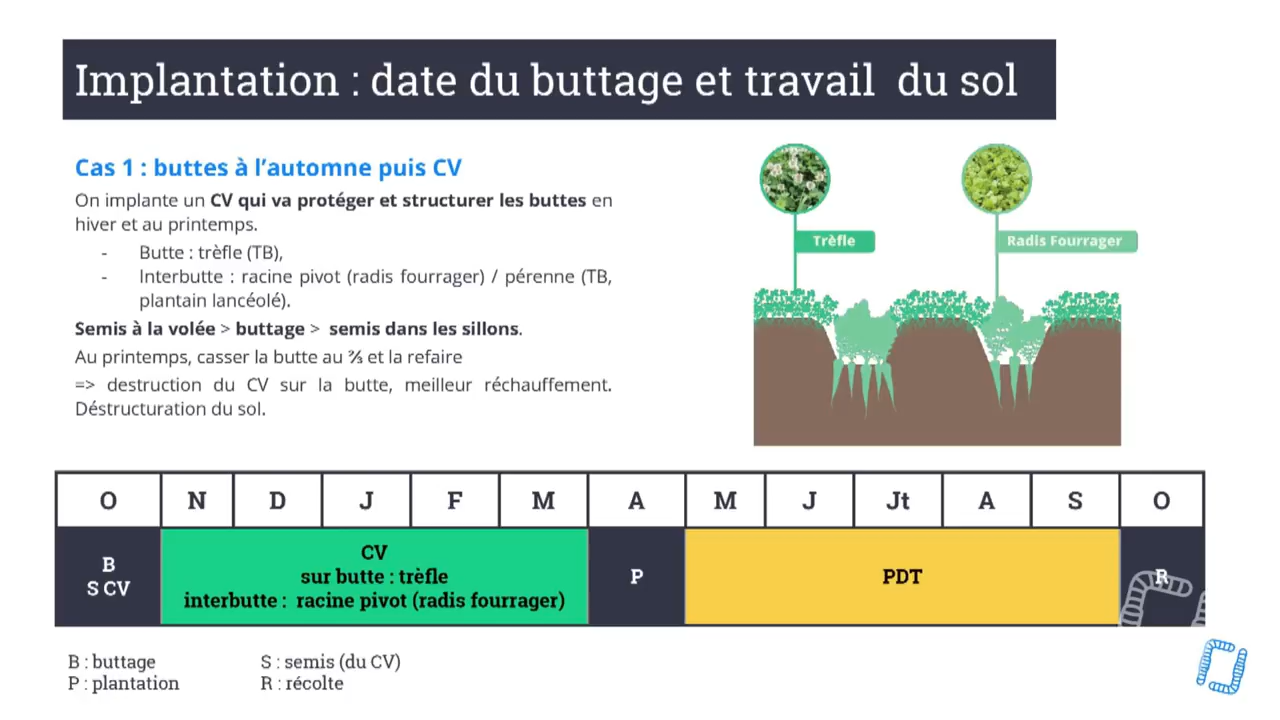 Implantation : date du buttage et travail du sol
Cas 1 : buttes à l’automne puis CV
On implante un CV qui va protéger et structurer les buttes en
hiver et au printemps.
- Butte : trèfle (TB),
- Interbutte : racine pivot (radis fourrager) / pérenne (TB,
plantain lancéolé).
Semis à la volée > buttage > semis dans les sillons.
Au printemps, casser la butte au ⅔ et la refaire
=> destruction du CV sur la butte, meilleur réchauffement.
Déstructuration du sol.
Trèfle
Radis Fourrager
O N D J F M A M J Jt A S O
B
S CV
CV
sur butte : trèfle
interbutte : racine pivot (radis fourrager)
P
PDT
R
B : buttage
P : plantation
S : semis (du CV)
R : récolte